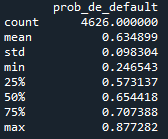 prob_de_default
count 4626.000000
mean 0.634899
std 0.098304
min 0.246543
25% 0.573137
50% 0.654418
75% 0.707388
max 0.877282